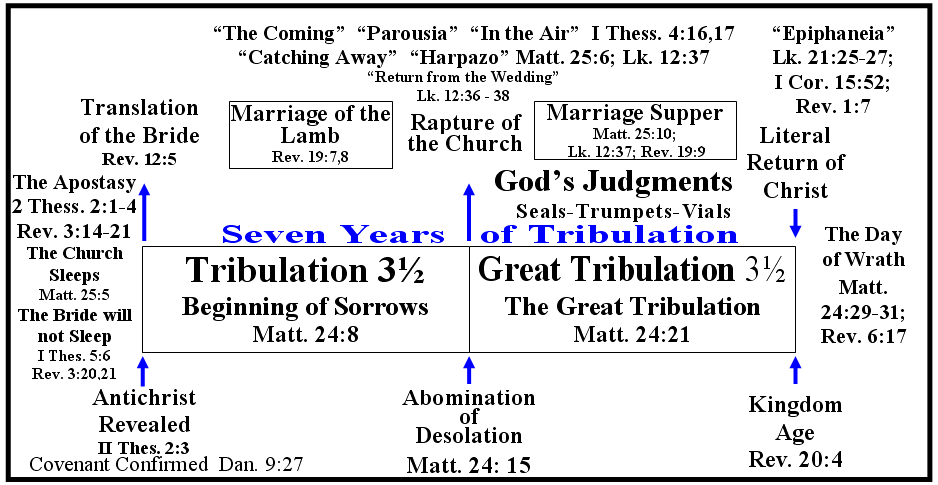 “The Coming” “Parousia” “In the Air” I Thess. 4:16,17
“Catching Away” “Harpazo” Matt. 25:6; Lk. 12:37
“Return from the Wedding”
Lk. 12:36 - 38
“Epiphaneia”
Lk. 21:25-27;
I Cor. 15:52;
Rev. 1:7
Translation
of the Bride
Rev. 12:5
Marriage of the
Lamb
Rev. 19:7,8
Rapture of
the Church
Marriage Supper
Matt. 25:10;
Lk. 12:37; Rev. 19:9
Literal
Return of
Christ
The Apostasy
2 Thess. 2:1-4
Rev. 3:14-21
The Church
Sleeps
Matt. 25:5
The Bride will
not Sleep
I Thes. 5:6
Rev. 3:20,21
God’s Judgments
Seals-Trumpets-Vials
Seven Years of Tribulation
Tribulation 3½
Beginning of Sorrows
Matt. 24:8
Great Tribulation 3½
The Great Tribulation
Matt. 24:21
The Day
of Wrath
Matt.
24:29-31;
Rev. 6:17
Antichrist
Revealed
II Thes. 2:3
Covenant Confirmed Dan. 9:27
Abomination
of
Desolation
Matt. 24: 15
Kingdom
Age
Rev. 20:4